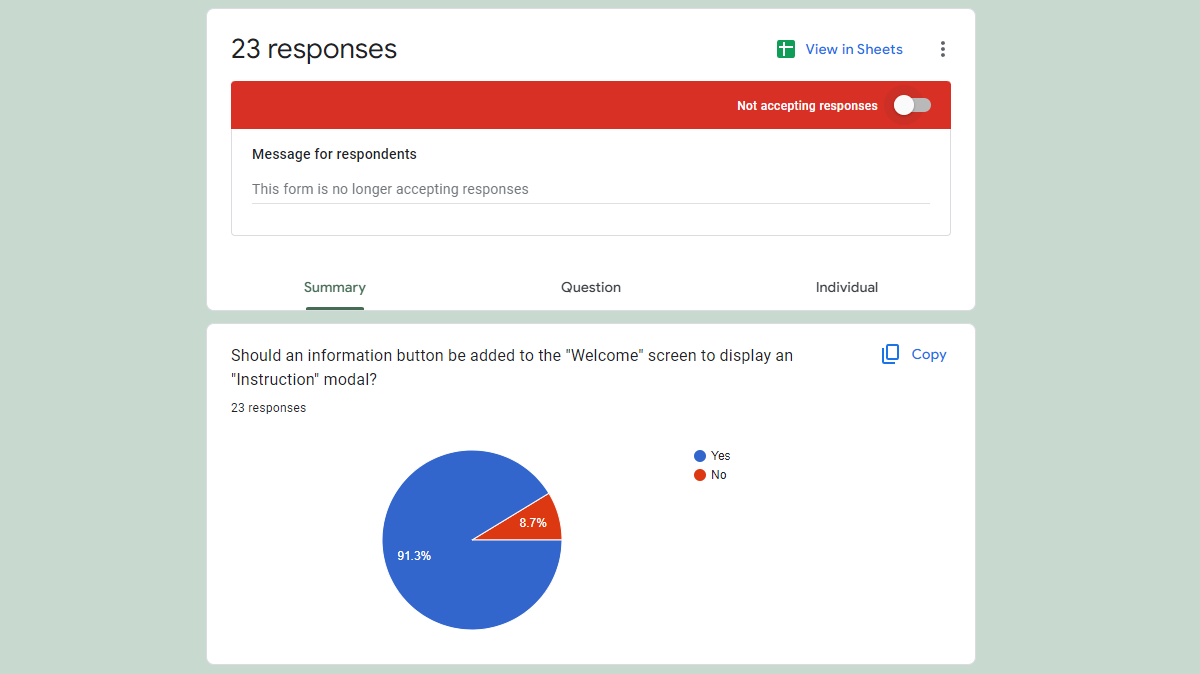 23 responses
View in Sheets
Not accepting responses
Message for respondents
This form is no longer accepting responses
Summary
Question
Individual
Should an information button be added to the "Welcome" screen to display an
"Instruction" modal?
Copy
23 responses
Yes
No
8.7%
91.3%